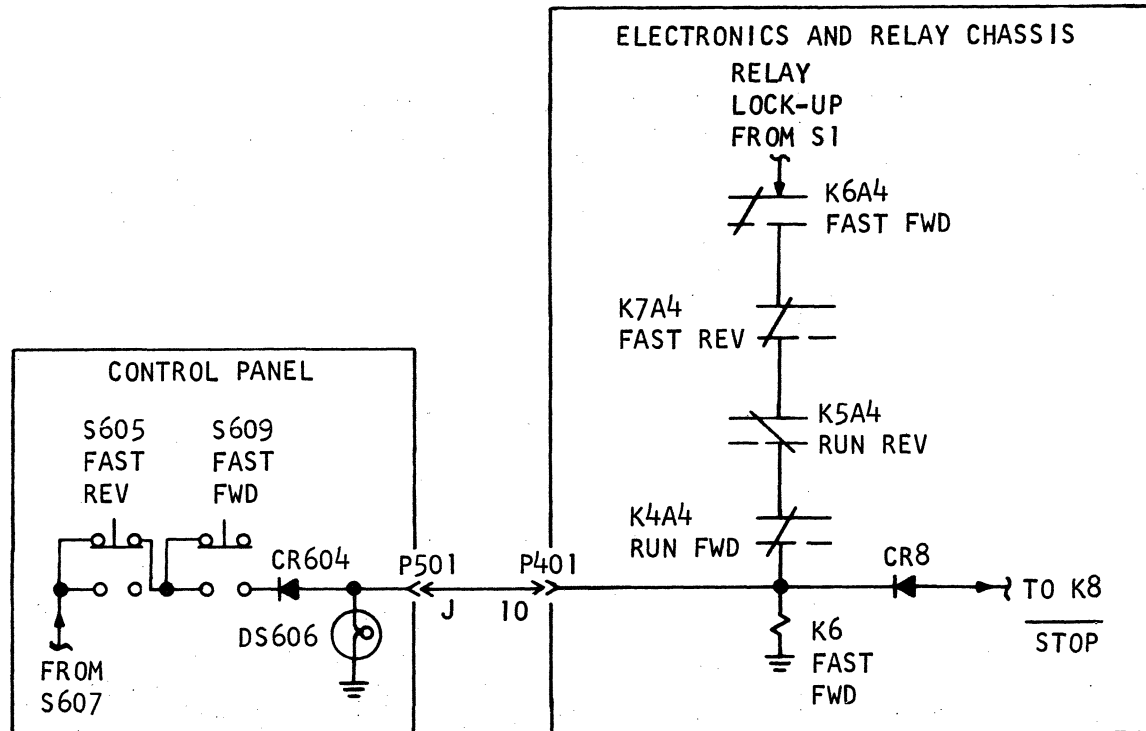 ELECTRONICS AND RELAY CHASSIS
RELAY
LOCK-UP
FROM S1
K6A4
FAST FWD
K7A4
FAST REV
K5A4
RUN REV
K4A4
RUN FWD
CONTROL PANEL
S605
FAST
REV
S609
FAST
FWD
CR604
P501
P401
J
10
CR8
DS606
FROM
S607
K6
FAST
FWD
TO K8
STOP